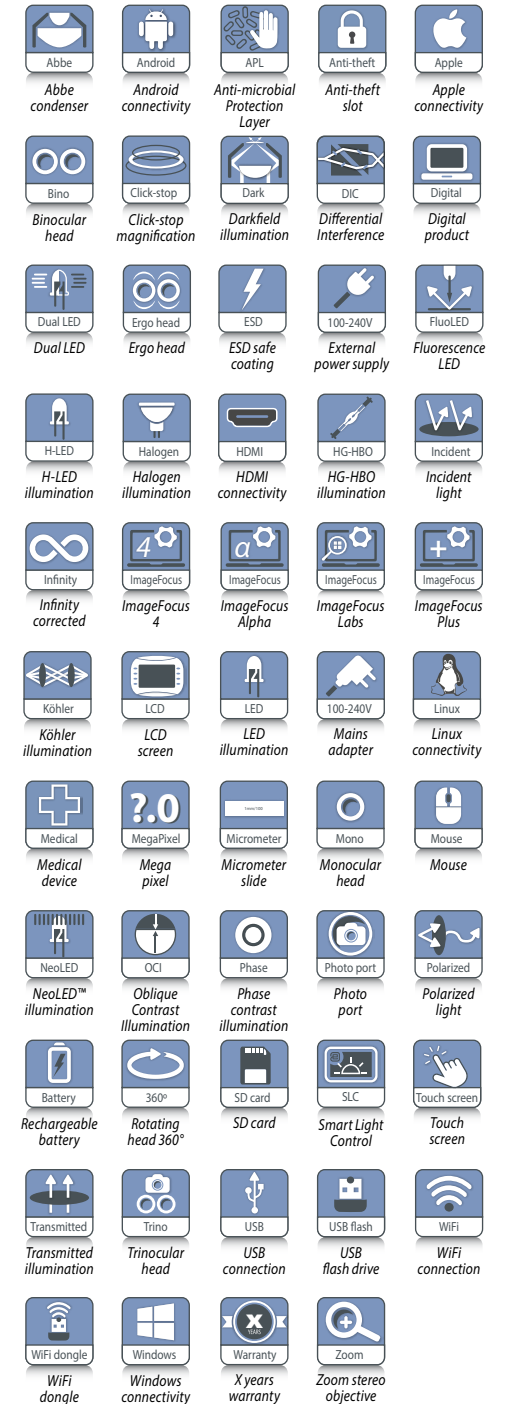 Abbe Android APL Anti-theft Apple
Abbe Android Anti-microbial Anti-theft Apple
condenser connectivity Protection slot connectivity
Layer
Bino Click-stop Dark DIC Digital
Binocular Click-stop Darkfield Differential Digital
head magnification illumination Interference product
Dual LED Ergo head ESD 100-240V FluoLED
Dual LED Ergo head ESD safe External Fluorescence
coating power supply LED
H-LED Halogen HDMI HG-HBO Incident
H-LED Halogen HDMI HG-HBO Incident
illumination illumination connectivity illumination light
4 α
Infinity ImageFocus ImageFocus ImageFocus ImageFocus
Infinity ImageFocus ImageFocus ImageFocus ImageFocus
corrected 4 Alpha Labs Plus
Köhler LCD LED 100-240V Linux
Köhler LCD LED Mains Linux
illumination screen illumination adapter connectivity
?.0
Medical MegaPixel Micrometer Mono Mouse
Medical Mega Micrometer Monocular Mouse
device pixel slide head
NeoLED OCI Phase Photo port Polarized
NeoLED™ Oblique Phase Photo Polarized
illumination Contrast contrast port light
Illumination illumination
Battery 360º SD card SLC Touch screen
Rechargeable Rotating SD card Smart Light Touch
battery head 360° Control screen
Transmitted Trino USB USB flash WiFi
Transmitted Trinocular USB USB WiFi
illumination head connection flash drive connection
X
YEARS
WiFi dongle Windows Warranty Zoom
WiFi Windows X years Zoom stereo
dongle connectivity warranty objective